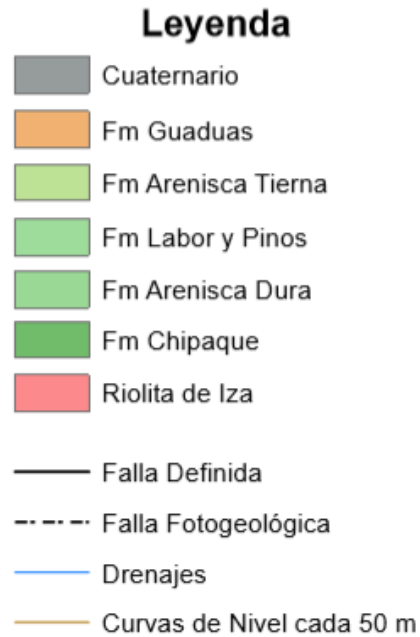 Leyenda
Cuaternario
Fm Guaduas
Fm Arenisca Tierna
Fm Labor y Pinos
Fm Arenisca Dura
Fm Chipaque
Riolita de Iza
Falla Definida
Falla Fotogeológica
Drenajes
Curvas de Nivel cada 50 m